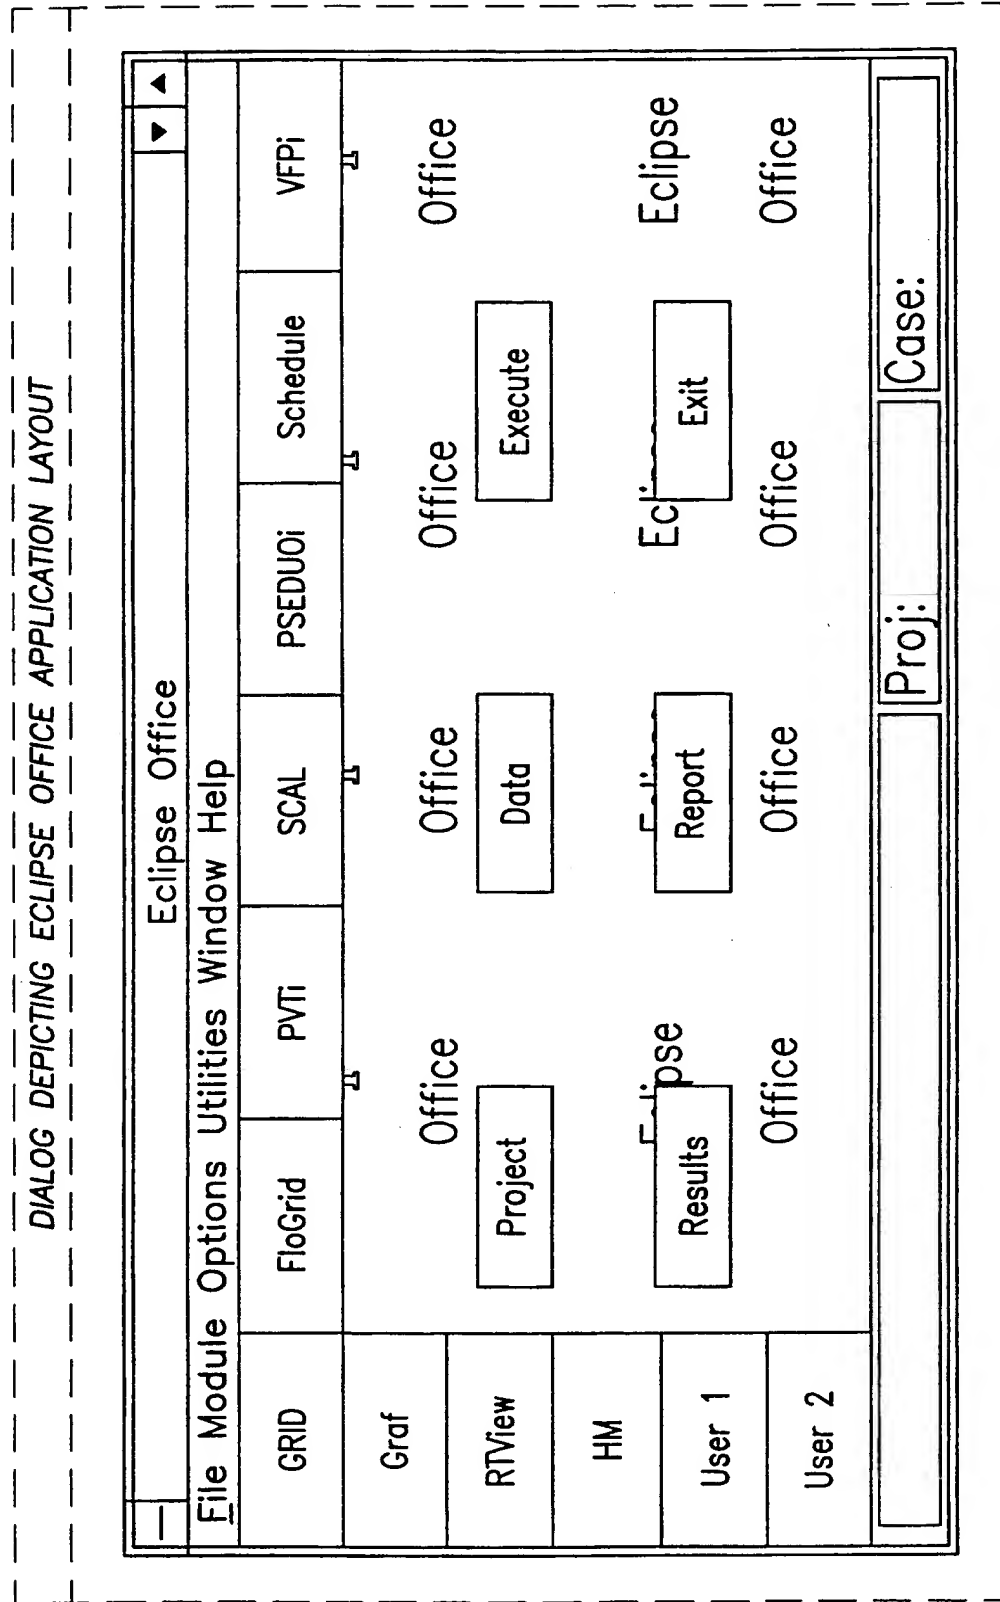 DIALOG DEPICTING ECLIPSE OFFICE APPLICATION LAYOUT
Eclipse Office
File Module Options Utilities Window Help
GRID FloGrid PVTi SCAL PSEDUOi Schedule VFPi
Graf
Office Office Office Office
RTView
Project Data Execute
HM
Eclipse
User 1
Results Report Exit
User 2
Office Office Office Office
Proj: Case: